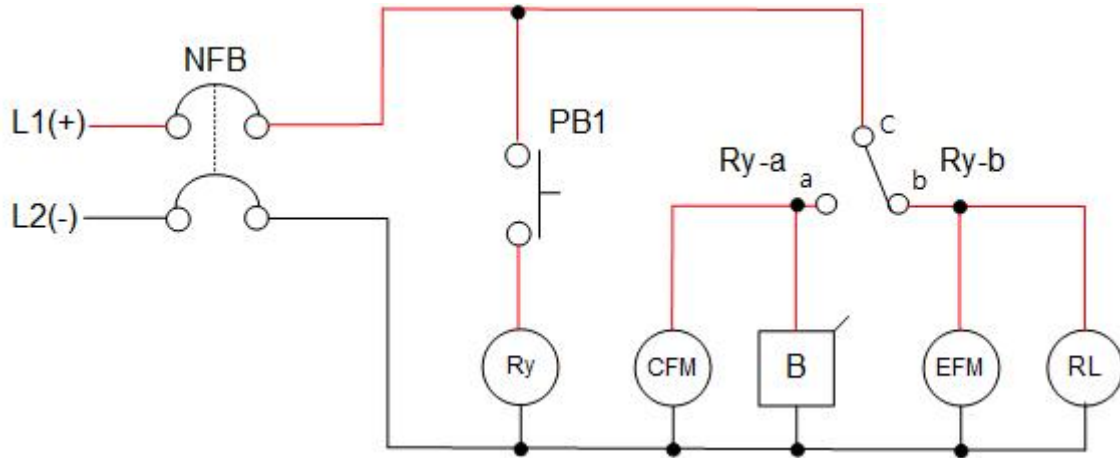 NFB
L1(+)
PB1
C
Ry-a
Ry-b
a
b
L2(-)
Ry
CFM
B
EFM
RL